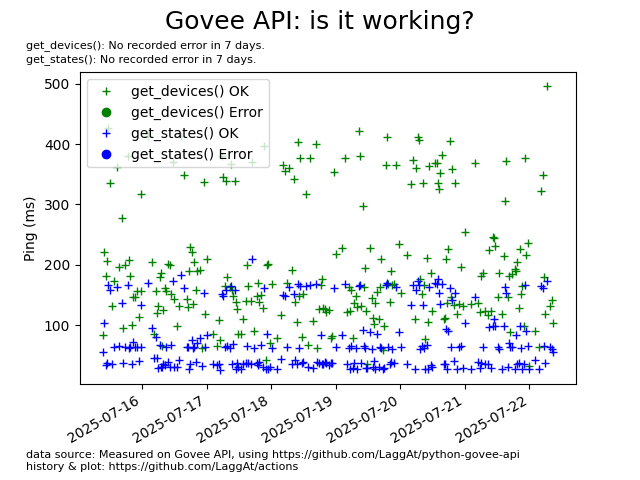 Govee API: is it working?
get_devices(): No recorded error in 7 days.
get_states(): No recorded error in 7 days.
get_devices() OK
get_devices() Error
get_states() OK
get_states() Error
Ping (ms)
500
400
300
200
100
2025-07-16
2025-07-17
2025-07-18
2025-07-19
2025-07-20
2025-07-21
2025-07-22
data source: Measured on Govee API, using https://github.com/LaggAt/python-govee-api
history & plot: https://github.com/LaggAt/actions